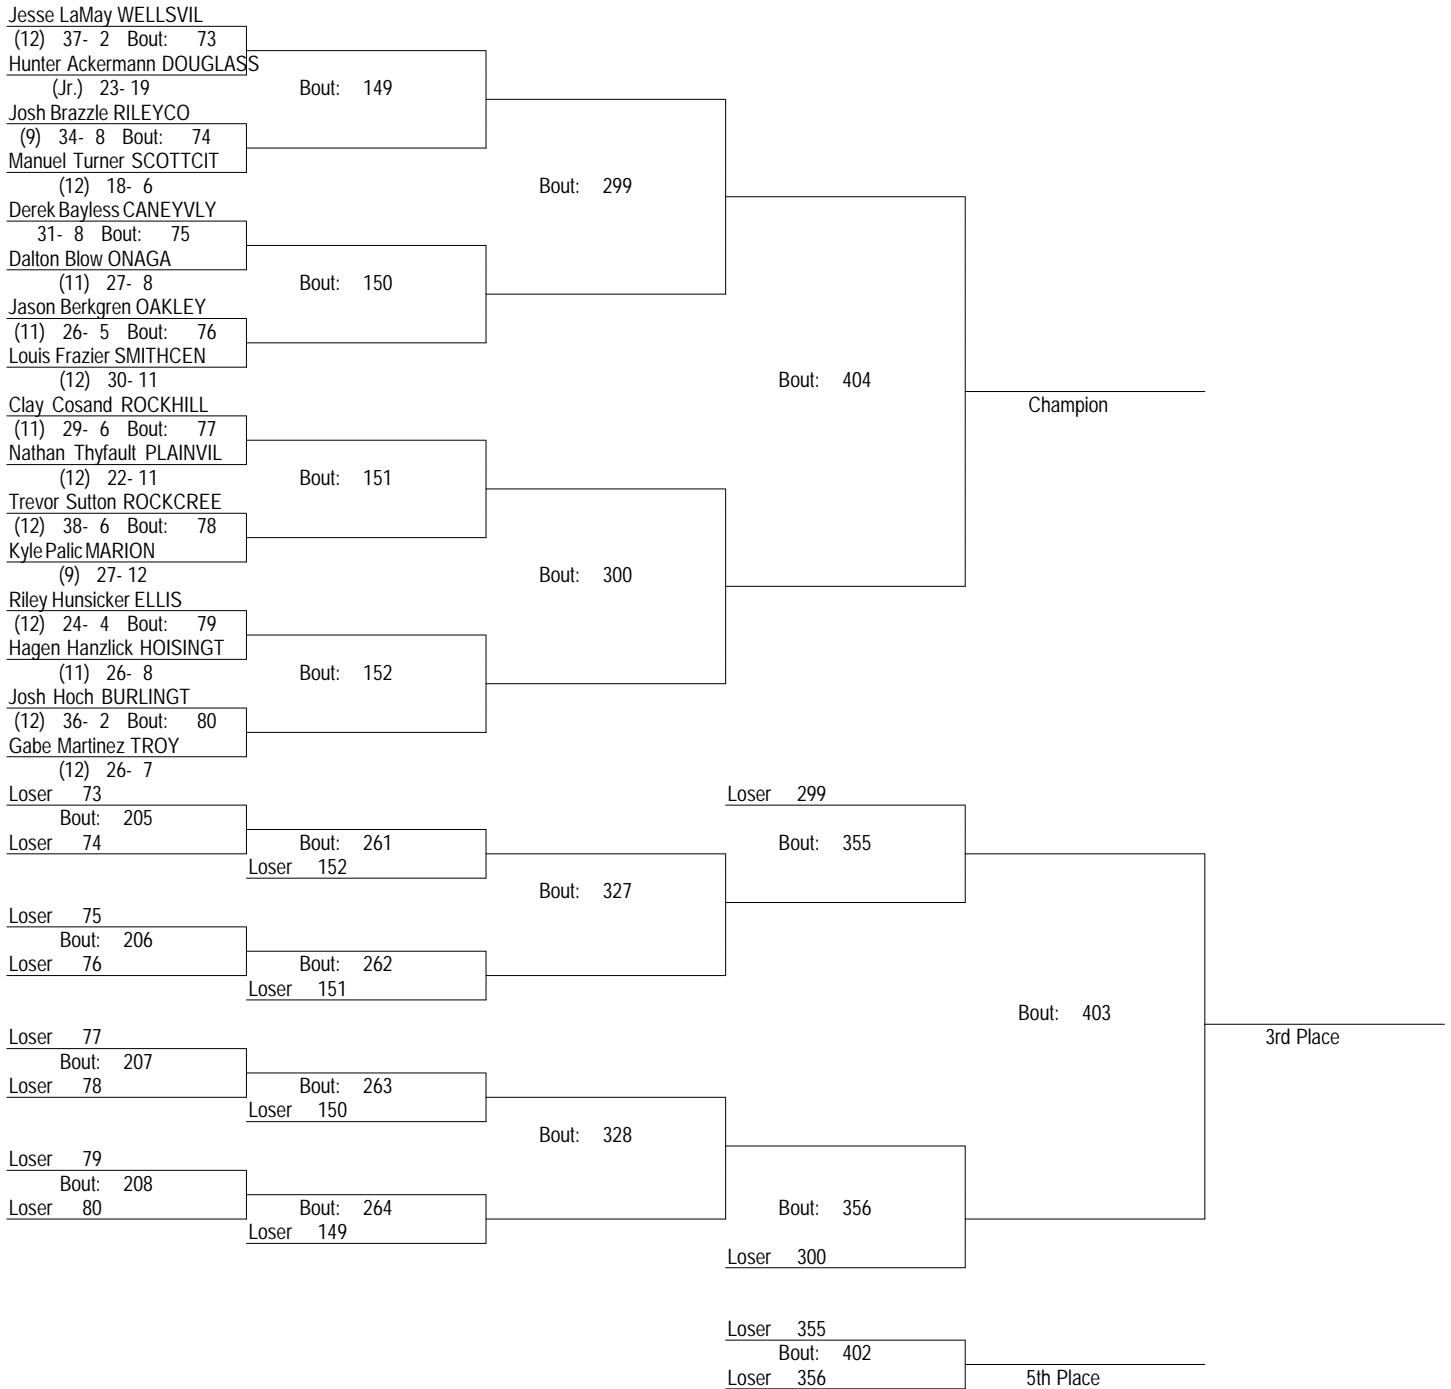 Jesse LaMay WELLSVIL
(12) 37- 2 Bout: 73
Hunter Ackermann DOUGLASS
(Jr.) 23- 19
Bout: 149
Josh Brazzle RILEYCO
(9) 34- 8 Bout: 74
Manuel Turner SCOTTCIT
(12) 18- 6
Bout: 299
Derek Bayless CANEYVLY
31- 8 Bout: 75
Dalton Blow ONAGA
(11) 27- 8
Bout: 150
Jason Berkgren OAKLEY
(11) 26- 5 Bout: 76
Louis Frazier SMITHCEN
(12) 30- 11
Bout: 404
Clay Cosand ROCKHILL
Champion
(11) 29- 6 Bout: 77
Nathan Thyfault PLAINVIL
(12) 22- 11
Bout: 151
Trevor Sutton ROCKCREE
(12) 38- 6 Bout: 78
Kyle Palic MARION
(9) 27- 12
Bout: 300
Riley Hunsicker ELLIS
(12) 24- 4 Bout: 79
Hagen Hanzlick HOISINGT
(11) 26- 8
Bout: 152
Josh Hoch BURLINGT
(12) 36- 2 Bout: 80
Gabe Martinez TROY
(12) 26- 7
Loser 73
Loser 299
Bout: 205
Loser 74
Bout: 261
Bout: 355
Loser 152
Bout: 327
Loser 75
Bout: 206
Loser 76
Bout: 262
Loser 151
Bout: 403
Loser 77
3rd Place
Bout: 207
Loser 78
Bout: 263
Loser 150
Bout: 328
Loser 79
Bout: 208
Loser 80
Bout: 264
Bout: 356
Loser 149
Loser 300
Loser 355
Bout: 402
Loser 356
5th Place